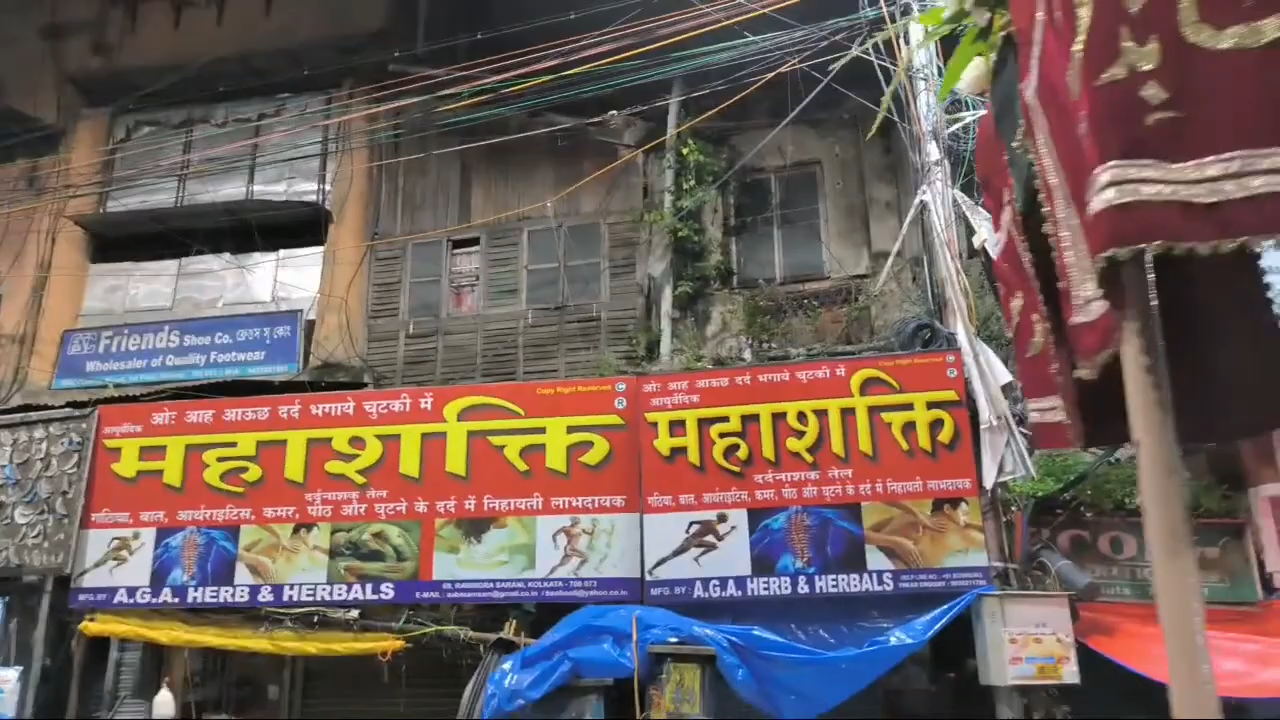 Friends Shoe Co. ফ্রেন্ডস সু কোং
Wholesaler of Quality Footwear
Copy Right Reserves C
R
ओः आह आऊछ दर्द भगाये चुटकी में
आयुर्वेदिक
महाशक्ति
दर्दनाशक तेल
गठिया, बात, आर्थराइटिस, कमर, पीठ और घुटने के दर्द में निहायती लाभदायक
MFG. BY : A.G.A. HERB & HERBALS
69, RABINDRA SARANI, KOLKATA - 700 073
Copy Right Reserves C
R
ओः आह आऊछ दर्द भगाये चुटकी में
आयुर्वेदिक
महाशक्ति
दर्दनाशक तेल
गठिया, बात, आर्थराइटिस, कमर, पीठ और घुटने के दर्द में निहायती लाभदायक
MFG. BY : A.G.A. HERB & HERBALS